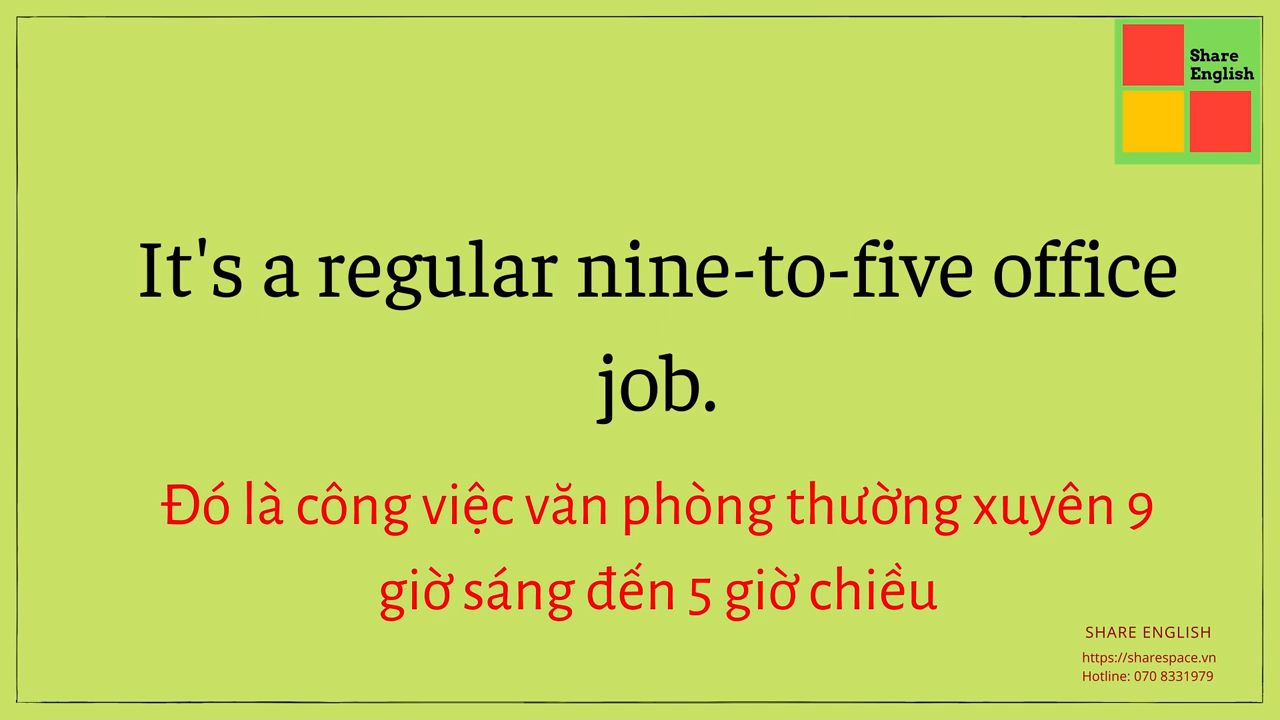 Share
English
It's a regular nine-to-five office
job.
Đó là công việc văn phòng thường xuyên 9
giờ sáng đến 5 giờ chiều
SHARE ENGLISH
https://sharespace.vn
Hotline: 070 8331979